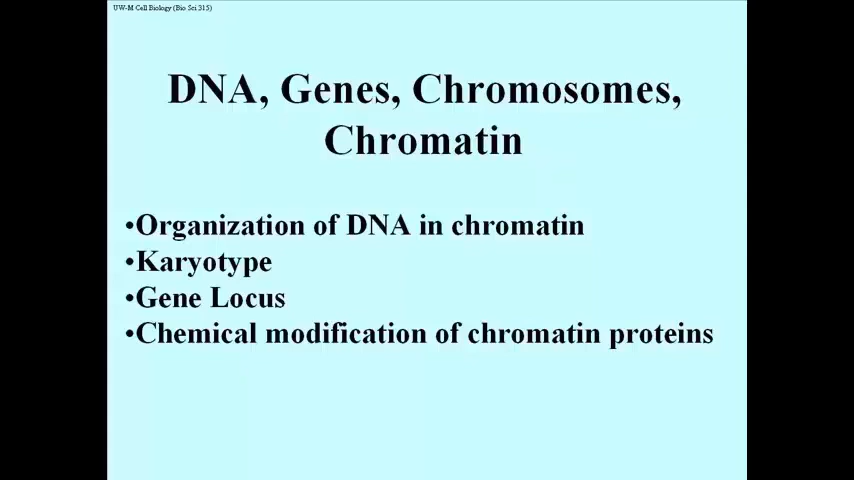 UW-M Cell Biology (Bio Sci 315)
DNA, Genes, Chromosomes,
Chromatin
•Organization of DNA in chromatin
•Karyotype
•Gene Locus
•Chemical modification of chromatin proteins